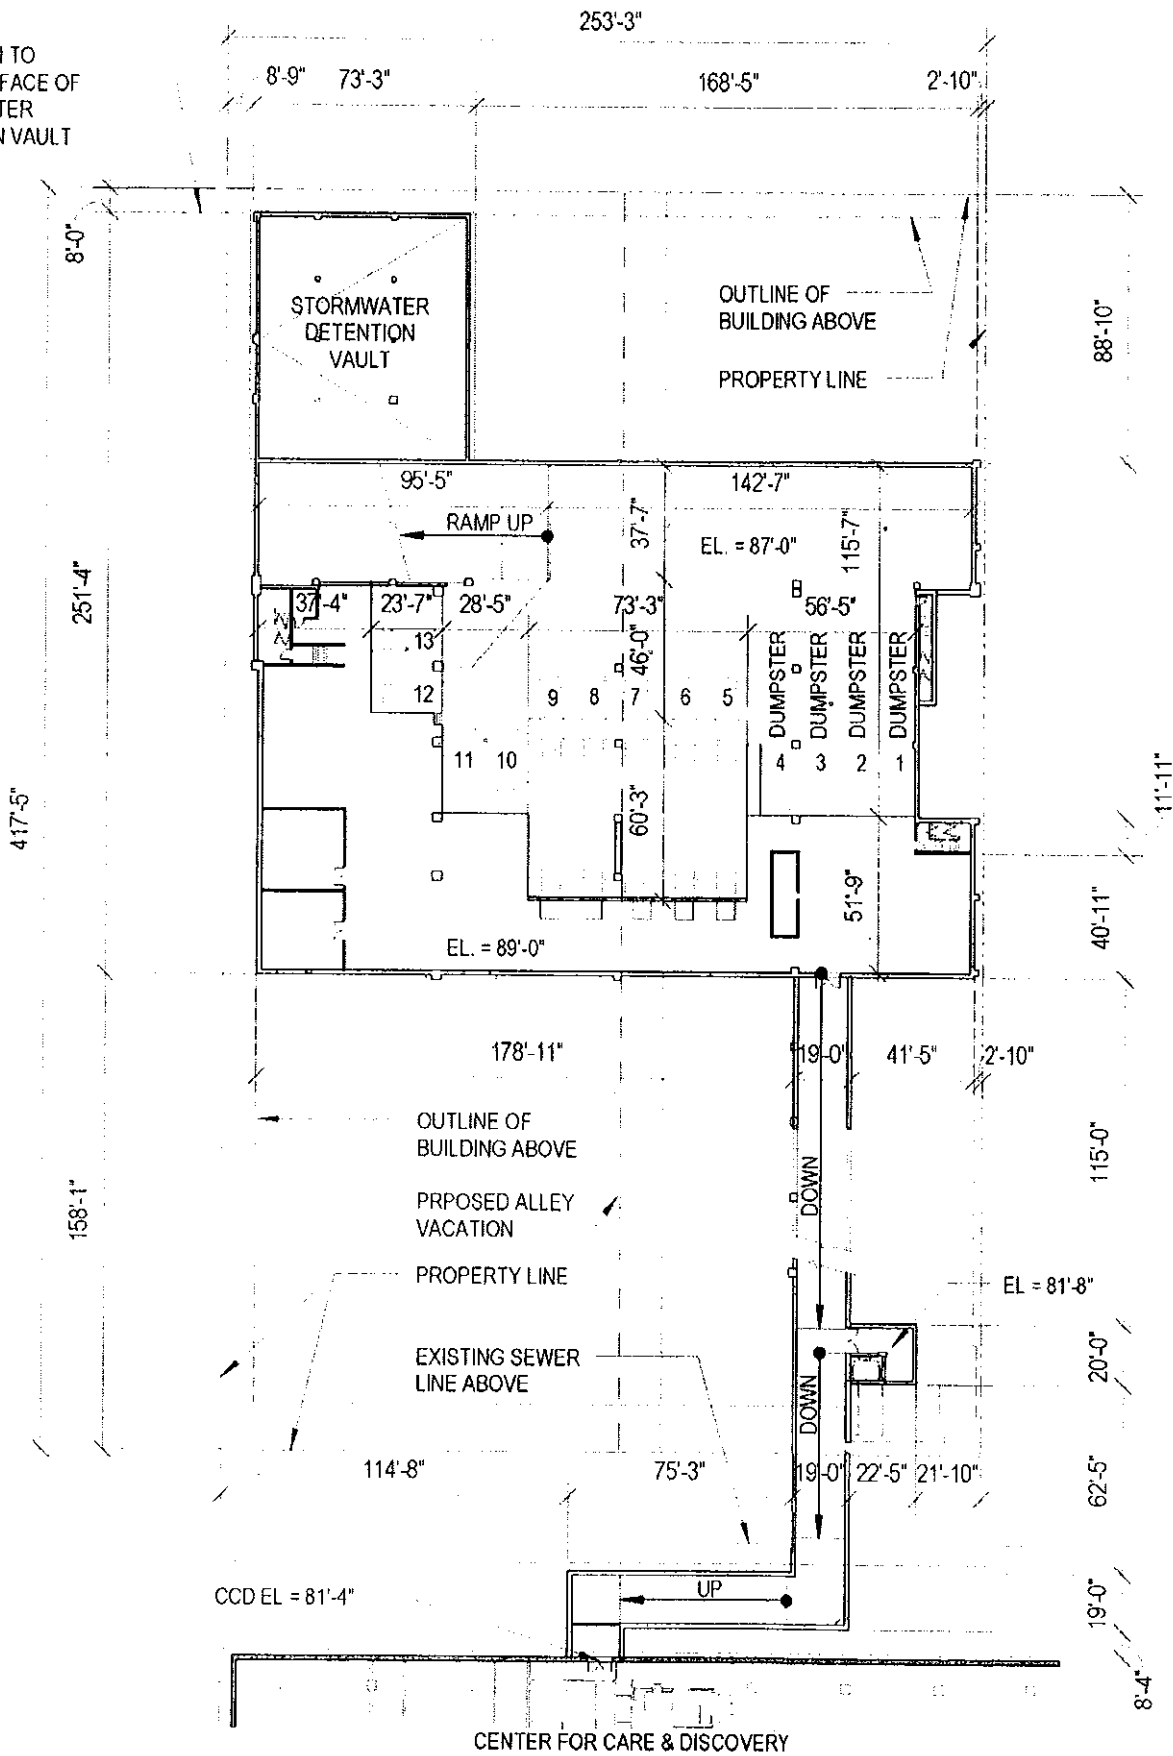 253'-3"
TO
FACE OF
TER
VAULT
8'-9" 73'-3" 168'-5" 2'-10"
8'-0"
STORMWATER
DETENTION
VAULT
OUTLINE OF
BUILDING ABOVE
PROPERTY LINE
88'-10"
95'-5" 142'-7"
RAMP UP
37'-7"
EL. = 87'-0"
115'-7"
251'-4"
37'-4" 23'-7" 28'-5" 73'-3" 56'-5"
46'-0"
13
12
11 10
9 8 7 6 5
DUMPSTER
4
DUMPSTER
3
DUMPSTER
2
DUMPSTER
1
417'-5"
60'-3"
11'-11"
51'-9"
40'-11"
EL. = 89'-0"
178'-11" 19-0' 41'-5" 2'-10"
OUTLINE OF
BUILDING ABOVE
PRPOSED ALLEY
VACATION
PROPERTY LINE
EXISTING SEWER
LINE ABOVE
158'-1"
DOWN
115'-0"
EL = 81'-8"
20'-0"
DOWN
114'-8" 75'-3" 19-0' 22'-5" 21'-10"
62'-5"
CCD EL = 81'-4"
UP
19'-0"
8'-4"
CENTER FOR CARE & DISCOVERY